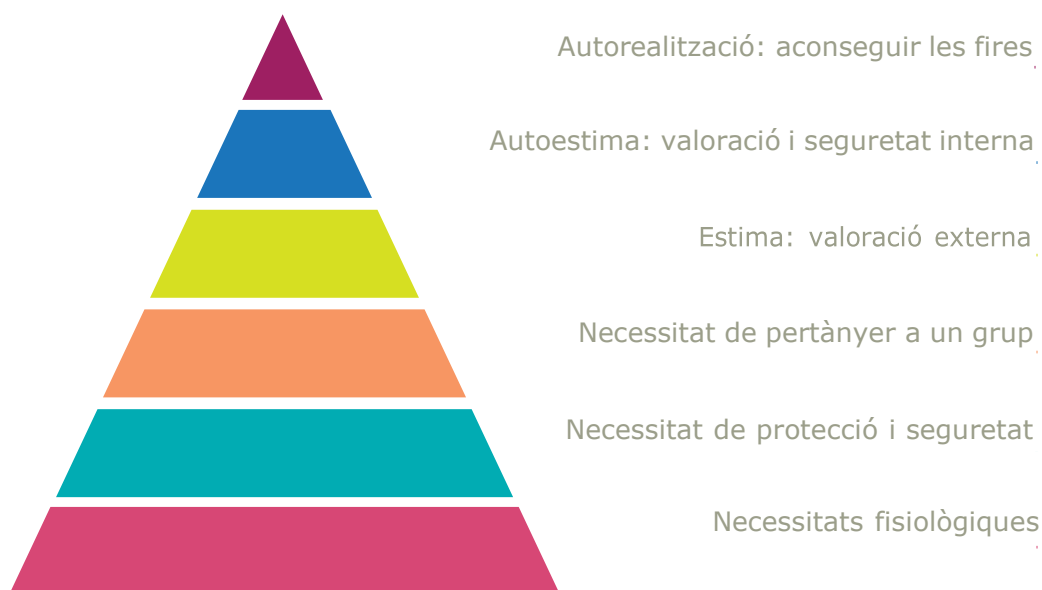 Autorealització: aconseguir les fires
Autoestima: valoració i seguretat interna
Estima: valoració externa
Necessitat de pertànyer a un grup
Necessitat de protecció i seguretat
Necessitats fisiològiques